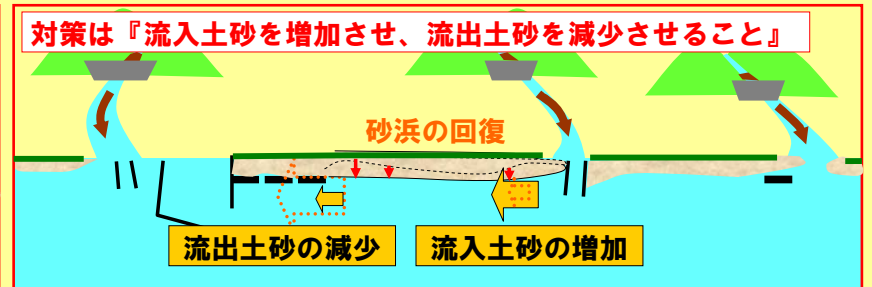 対策は『流入土砂を増加させ、流出土砂を減少させること』
砂浜の回復
流出土砂の減少
流入土砂の増加